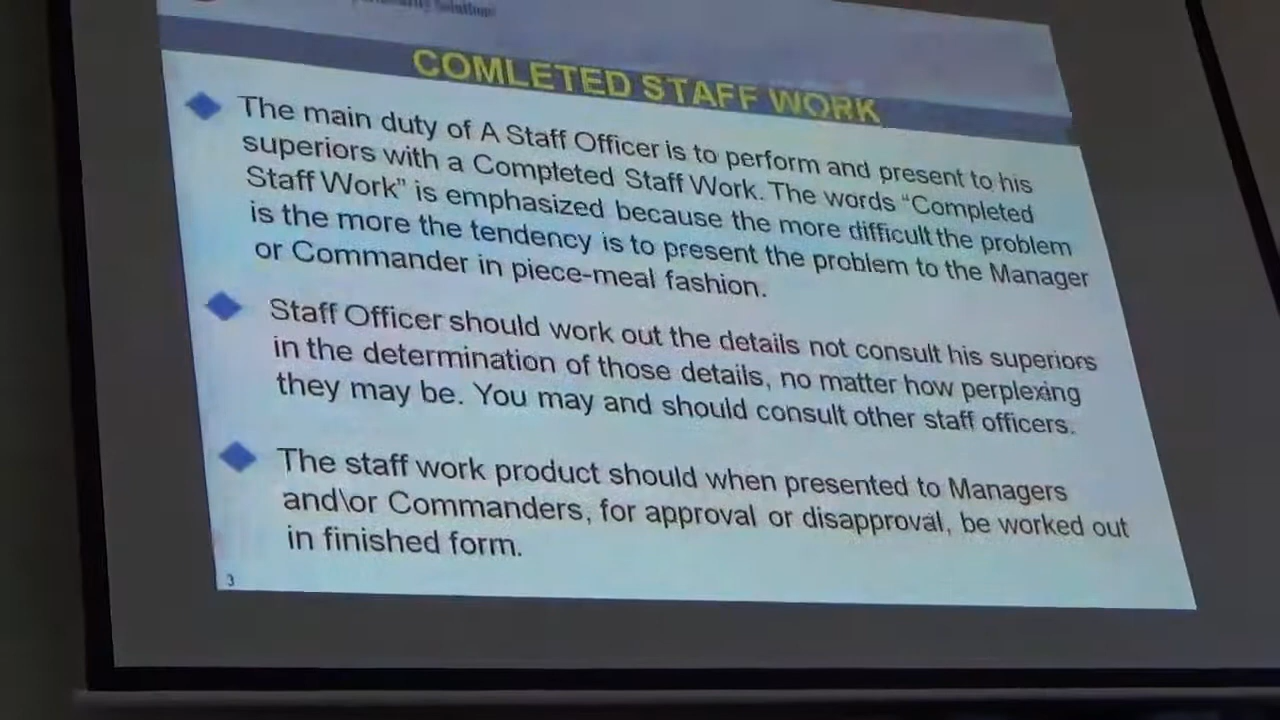 Solutions
COMLETED STAFF WORK
The main duty of A Staff Officer is to perform and present to his
superiors with a Completed Staff Work. The words “Completed
Staff Work” is emphasized because the more difficult the problem
is the more the tendency is to present the problem to the Manager
or Commander in piece-meal fashion.
Staff Officer should work out the details not consult his superiors
in the determination of those details, no matter how perplexing
they may be. You may and should consult other staff officers.
The staff work product should when presented to Managers
and\or Commanders, for approval or disapproval, be worked out
in finished form.
3